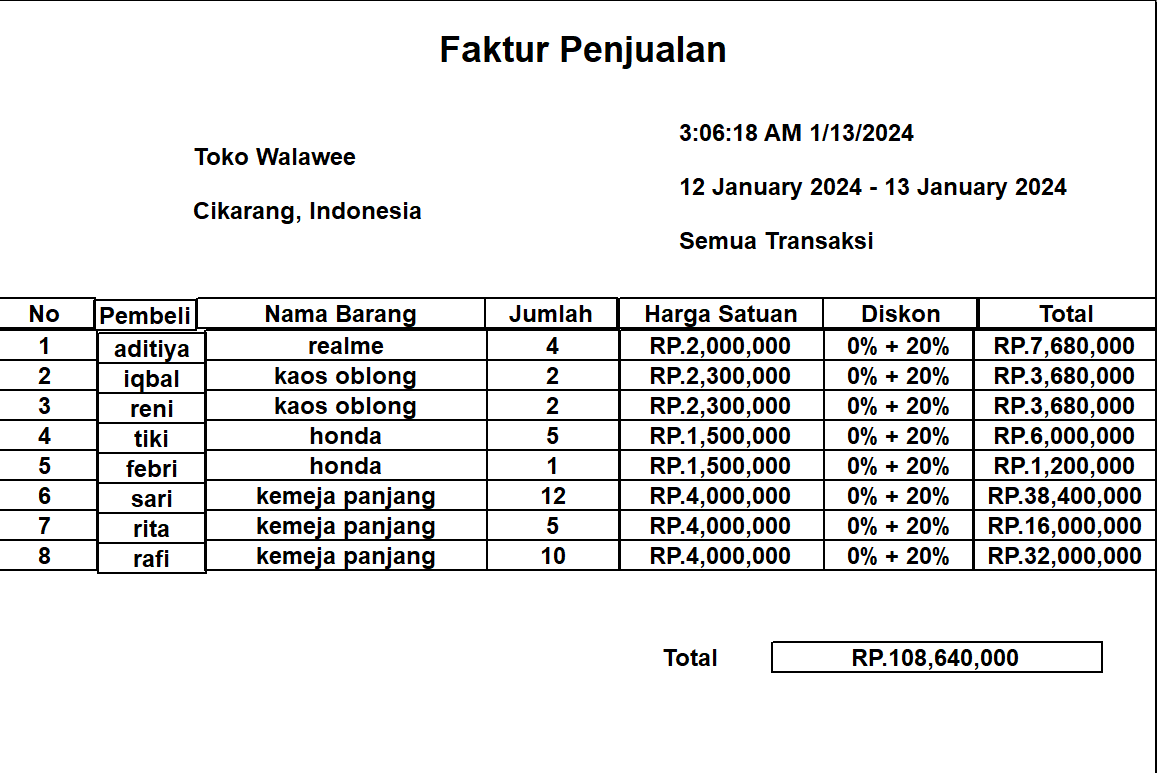 Faktur Penjualan
3:06:18 AM 1/13/2024
Toko Walawee
12 January 2024 - 13 January 2024
Cikarang, Indonesia
Semua Transaksi
No Pembeli Nama Barang Jumlah Harga Satuan Diskon Total
1 aditiya realme 4 RP.2,000,000 0% + 20% RP.7,680,000
2 iqbal kaos oblong 2 RP.2,300,000 0% + 20% RP.3,680,000
3 reni kaos oblong 2 RP.2,300,000 0% + 20% RP.3,680,000
4 tiki honda 5 RP.1,500,000 0% + 20% RP.6,000,000
5 febri honda 1 RP.1,500,000 0% + 20% RP.1,200,000
6 sari kemeja panjang 12 RP.4,000,000 0% + 20% RP.38,400,000
7 rita kemeja panjang 5 RP.4,000,000 0% + 20% RP.16,000,000
8 rafi kemeja panjang 10 RP.4,000,000 0% + 20% RP.32,000,000
Total RP.108,640,000